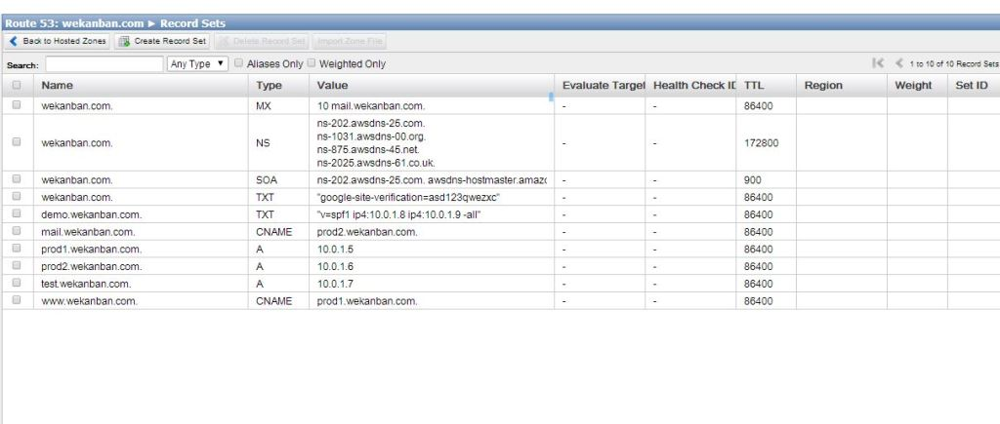 Route 53: wekanban.com ► Record Sets
Back to Hosted Zones Create Record Set Delete Record Set Import Zone File
Search: Any Type ▼ Aliases Only Weighted Only 1 to 10 of 10 Record Sets
Name Type Value Evaluate Target Health Check ID TTL Region Weight Set ID
wekanban.com. MX 10 mail.wekanban.com. - - 86400
wekanban.com. NS ns-202.awsdns-25.com. - - 172800
ns-1031.awsdns-00.org.
ns-875.awsdns-45.net.
ns-2025.awsdns-61.co.uk.
wekanban.com. SOA ns-202.awsdns-25.com. awsdns-hostmaster.amazo - - 900
wekanban.com. TXT "google-site-verification=asd123qwezxc" - - 86400
demo.wekanban.com. TXT "v=spf1 ip4:10.0.1.8 ip4:10.0.1.9 -all" - - 86400
mail.wekanban.com. CNAME prod2.wekanban.com. - - 86400
prod1.wekanban.com. A 10.0.1.5 - - 86400
prod2.wekanban.com. A 10.0.1.6 - - 86400
test.wekanban.com. A 10.0.1.7 - - 86400
www.wekanban.com. CNAME prod1.wekanban.com. - - 86400